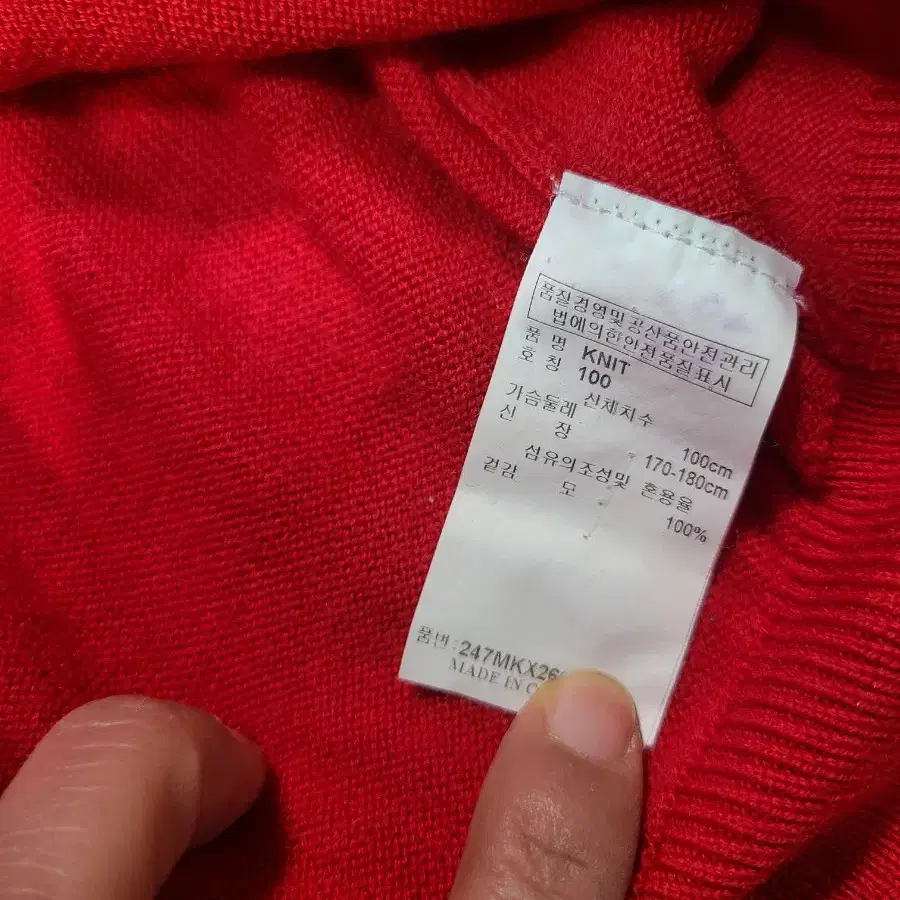 품질경영및공산품안전관리
법에의한안전품질표시
품 명 KNIT
호 칭 100
신체치수
가슴둘레 100cm
신 장 170-180cm
섬유의조성및 혼용율
겉감 모 100%
품번:247MKX26
MADE IN